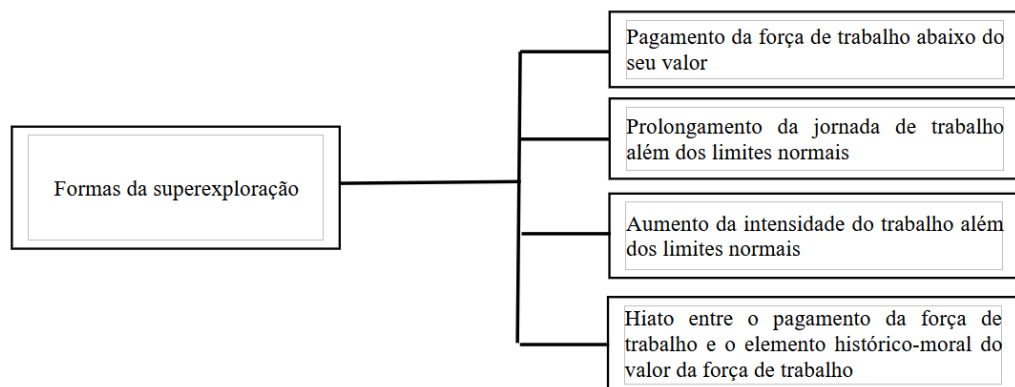 Formas da superexploração
Pagamento da força de trabalho abaixo do
seu valor
Prolongamento da jornada de trabalho
além dos limites normais
Aumento da intensidade do trabalho além
dos limites normais
Hiato entre o pagamento da força de
trabalho e o elemento histórico-moral do
valor da força de trabalho